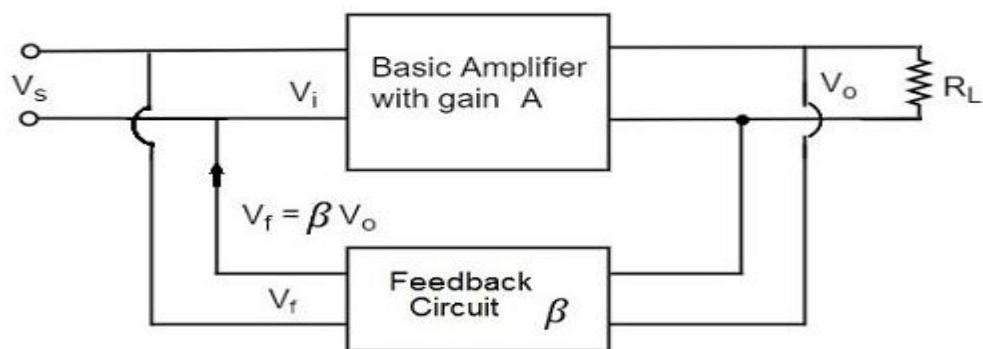 Basic Amplifier
with gain A
Vs
Vi
Vo
RL
Vf = β Vo
Feedback
Circuit β
Vf